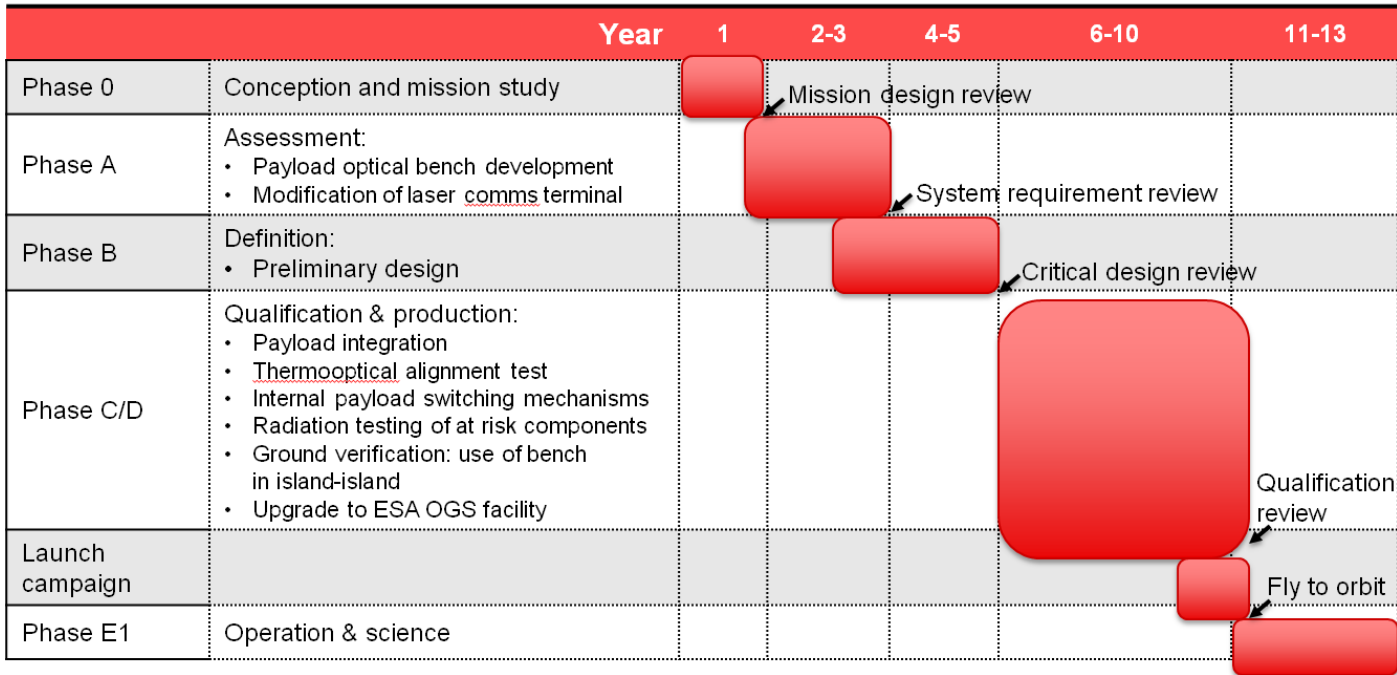 Year 1 2-3 4-5 6-10 11-13
Phase 0
Conception and mission study
Mission design review
Phase A
Assessment:
• Payload optical bench development
• Modification of laser comms terminal
System requirement review
Phase B
Definition:
• Preliminary design
Critical design review
Phase C/D
Qualification & production:
• Payload integration
• Thermooptical alignment test
• Internal payload switching mechanisms
• Radiation testing of at risk components
• Ground verification: use of bench
in island-island
• Upgrade to ESA OGS facility
Qualification
review
Launch
campaign
Fly to orbit
Phase E1
Operation & science